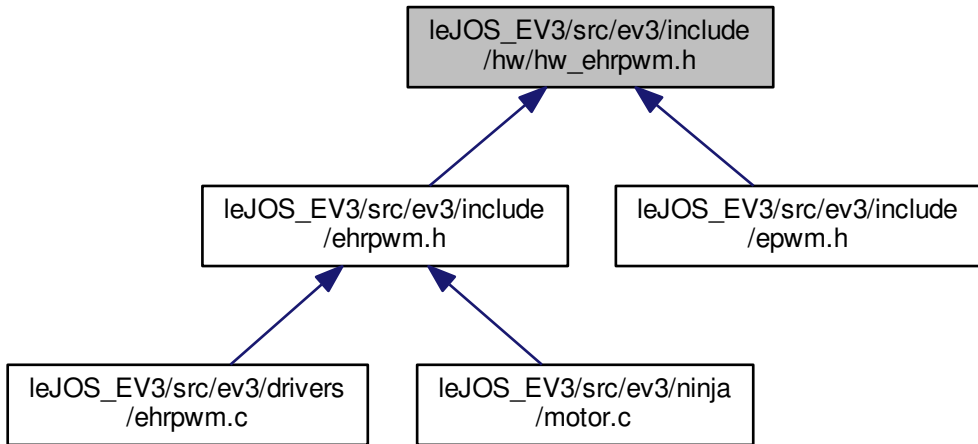 leJOS_EV3/src/ev3/include
/hw/hw_ehrpwm.h
leJOS_EV3/src/ev3/include
/ehrpwm.h
leJOS_EV3/src/ev3/include
/epwm.h
leJOS_EV3/src/ev3/drivers
/ehrpwm.c
leJOS_EV3/src/ev3/ninja
/motor.c